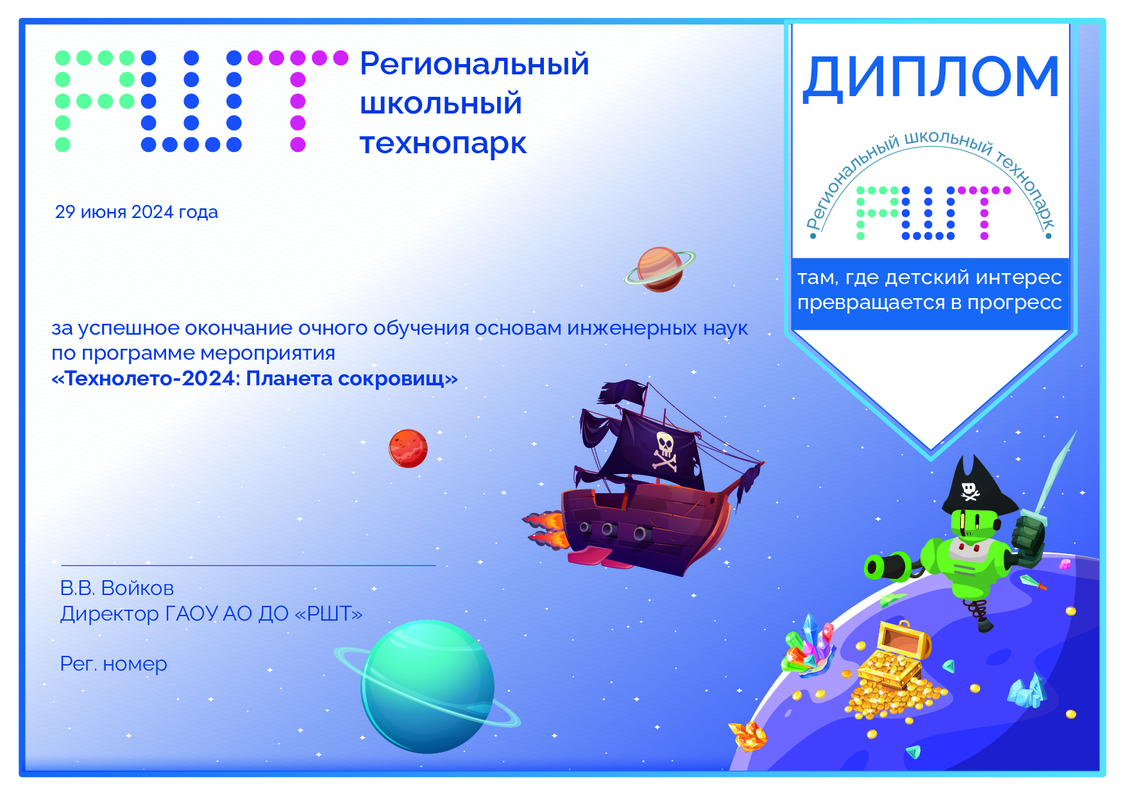 РШТ
Региональный
школьный
технопарк
ДИПЛОМ
Региональный школьный технопарк
РШТ
там, где детский интерес
превращается в прогресс
29 июня 2024 года
за успешное окончание очного обучения основам инженерных наук
по программе мероприятия
«Технолето-2024: Планета сокровищ»
В.В. Войков
Директор ГАОУ АО ДО «РШТ»
Рег. номер